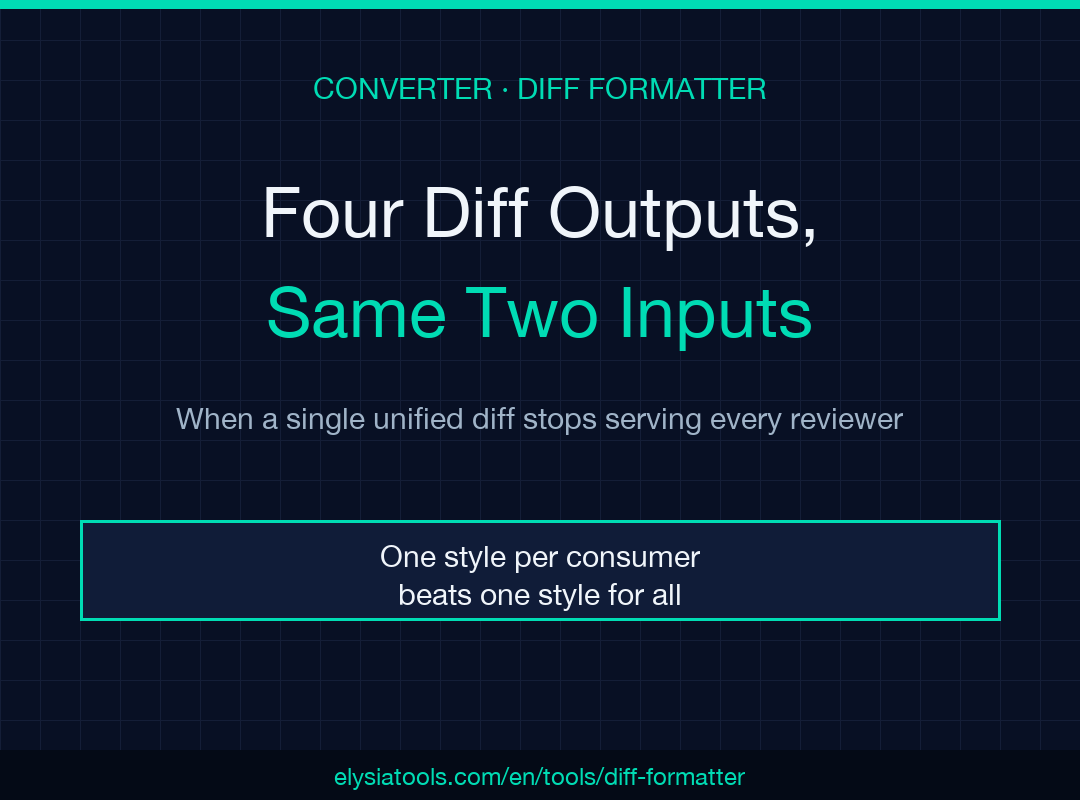 CONVERTER · DIFF FORMATTER
Four Diff Outputs,
Same Two Inputs
When a single unified diff stops serving every reviewer
One style per consumer
beats one style for all
elysiatools.com/en/tools/diff-formatter